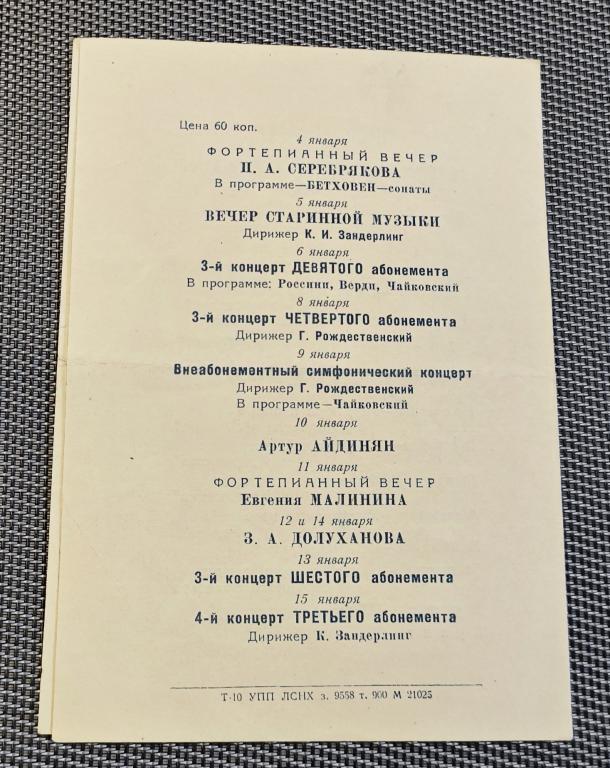 Цена 60 коп.
4 января
ФОРТЕПИАННЫЙ ВЕЧЕР
П. А. СЕРЕБРЯКОВА
В программе—БЕТХОВЕН—сонаты
5 января
ВЕЧЕР СТАРИННОЙ МУЗЫКИ
Дирижер К. И. Зандерлинг
6 января
3-й концерт ДЕВЯТОГО абонемента
В программе: Россини, Верди, Чайковский
8 января
3-й концерт ЧЕТВЕРТОГО абонемента
Дирижер Г. Рождественский
9 января
Внеабонементный симфонический концерт
Дирижер Г. Рождественский
В программе—Чайковский
10 января
Артур АЙДИНЯН
11 января
ФОРТЕПИАННЫЙ ВЕЧЕР
Евгения МАЛИНИНА
12 и 14 января
З. А. ДОЛУХАНОВА
13 января
3-й концерт ШЕСТОГО абонемента
15 января
4-й концерт ТРЕТЬЕГО абонемента
Дирижер К. Зандерлинг
Т-10 УПП ЛСНХ з. 9558 т. 900 М 21025